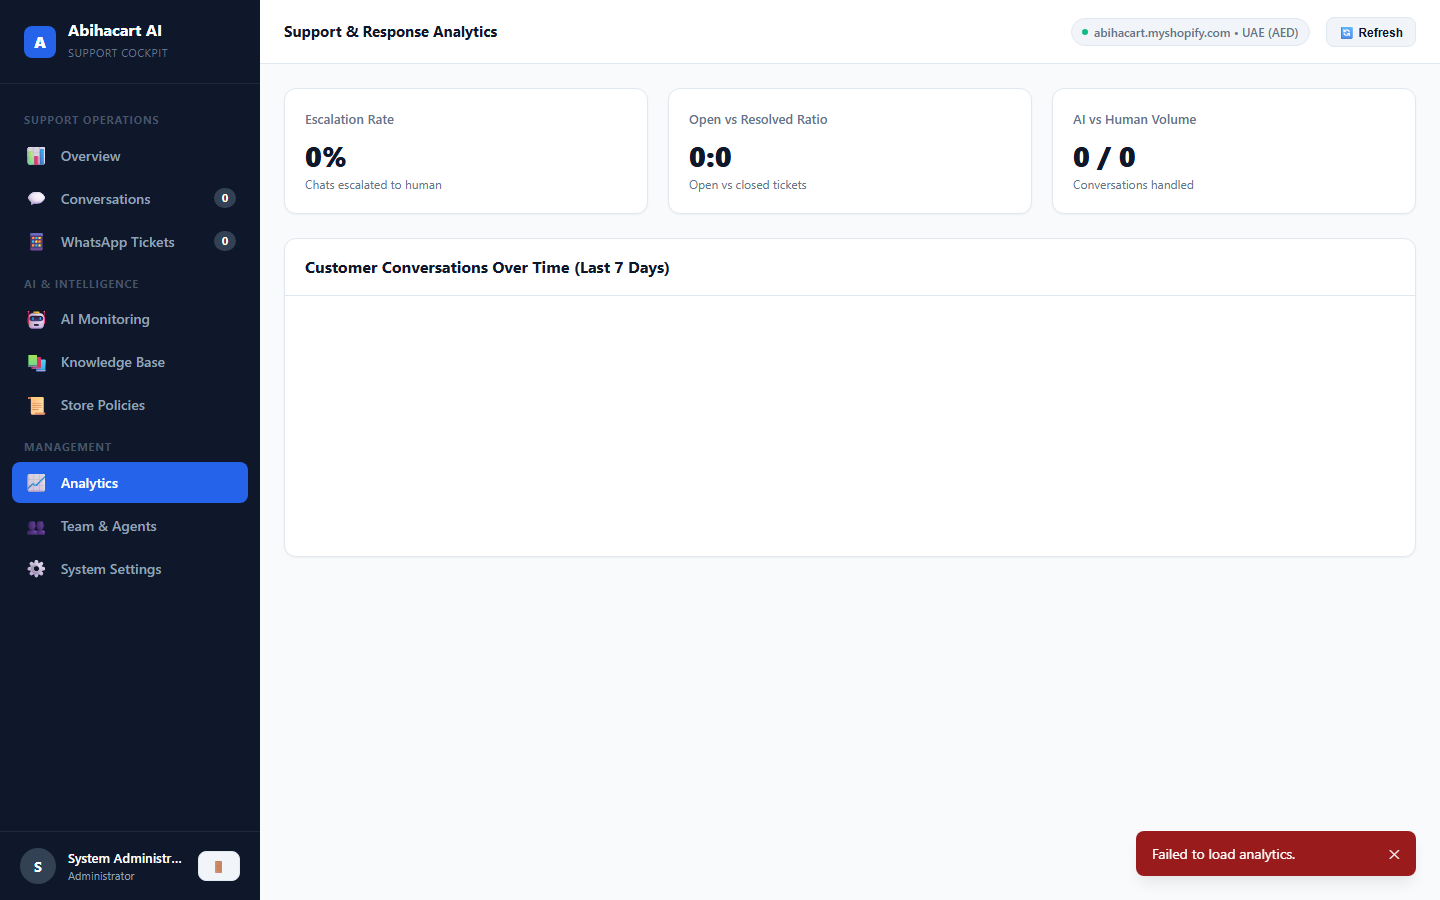 A
Abihacart AI
SUPPORT COCKPIT
SUPPORT OPERATIONS
Overview
Conversations 0
WhatsApp Tickets 0
AI & INTELLIGENCE
AI Monitoring
Knowledge Base
Store Policies
MANAGEMENT
Analytics
Team & Agents
System Settings
S
System Administr...
Administrator
Support & Response Analytics
abihacart.myshopify.com • UAE (AED)
Refresh
Escalation Rate
0%
Chats escalated to human
Open vs Resolved Ratio
0:0
Open vs closed tickets
AI vs Human Volume
0 / 0
Conversations handled
Customer Conversations Over Time (Last 7 Days)
Failed to load analytics.